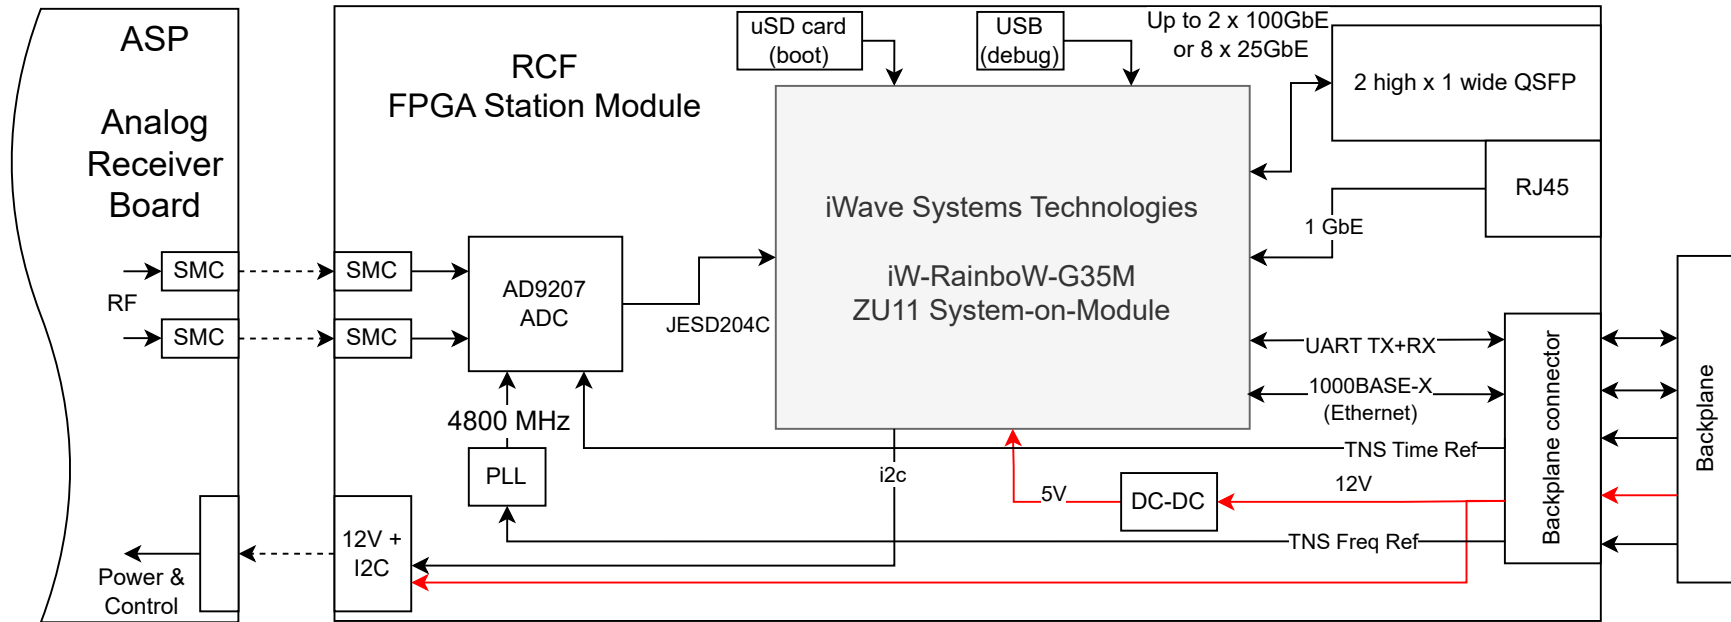 ASP
Analog
Receiver
Board
RF
SMC
SMC
Power &
Control
RCF
FPGA Station Module
SMC
SMC
AD9207
ADC
JESD204C
4800 MHz
PLL
12V +
I2C
uSD card
(boot)
USB
(debug)
Up to 2 x 100GbE
or 8 x 25GbE
2 high x 1 wide QSFP
RJ45
1 GbE
iWave Systems Technologies
iW-RainboW-G35M
ZU11 System-on-Module
UART TX+RX
1000BASE-X
(Ethernet)
TNS Time Ref
i2c
5V
DC-DC
12V
TNS Freq Ref
Backplane connector
Backplane